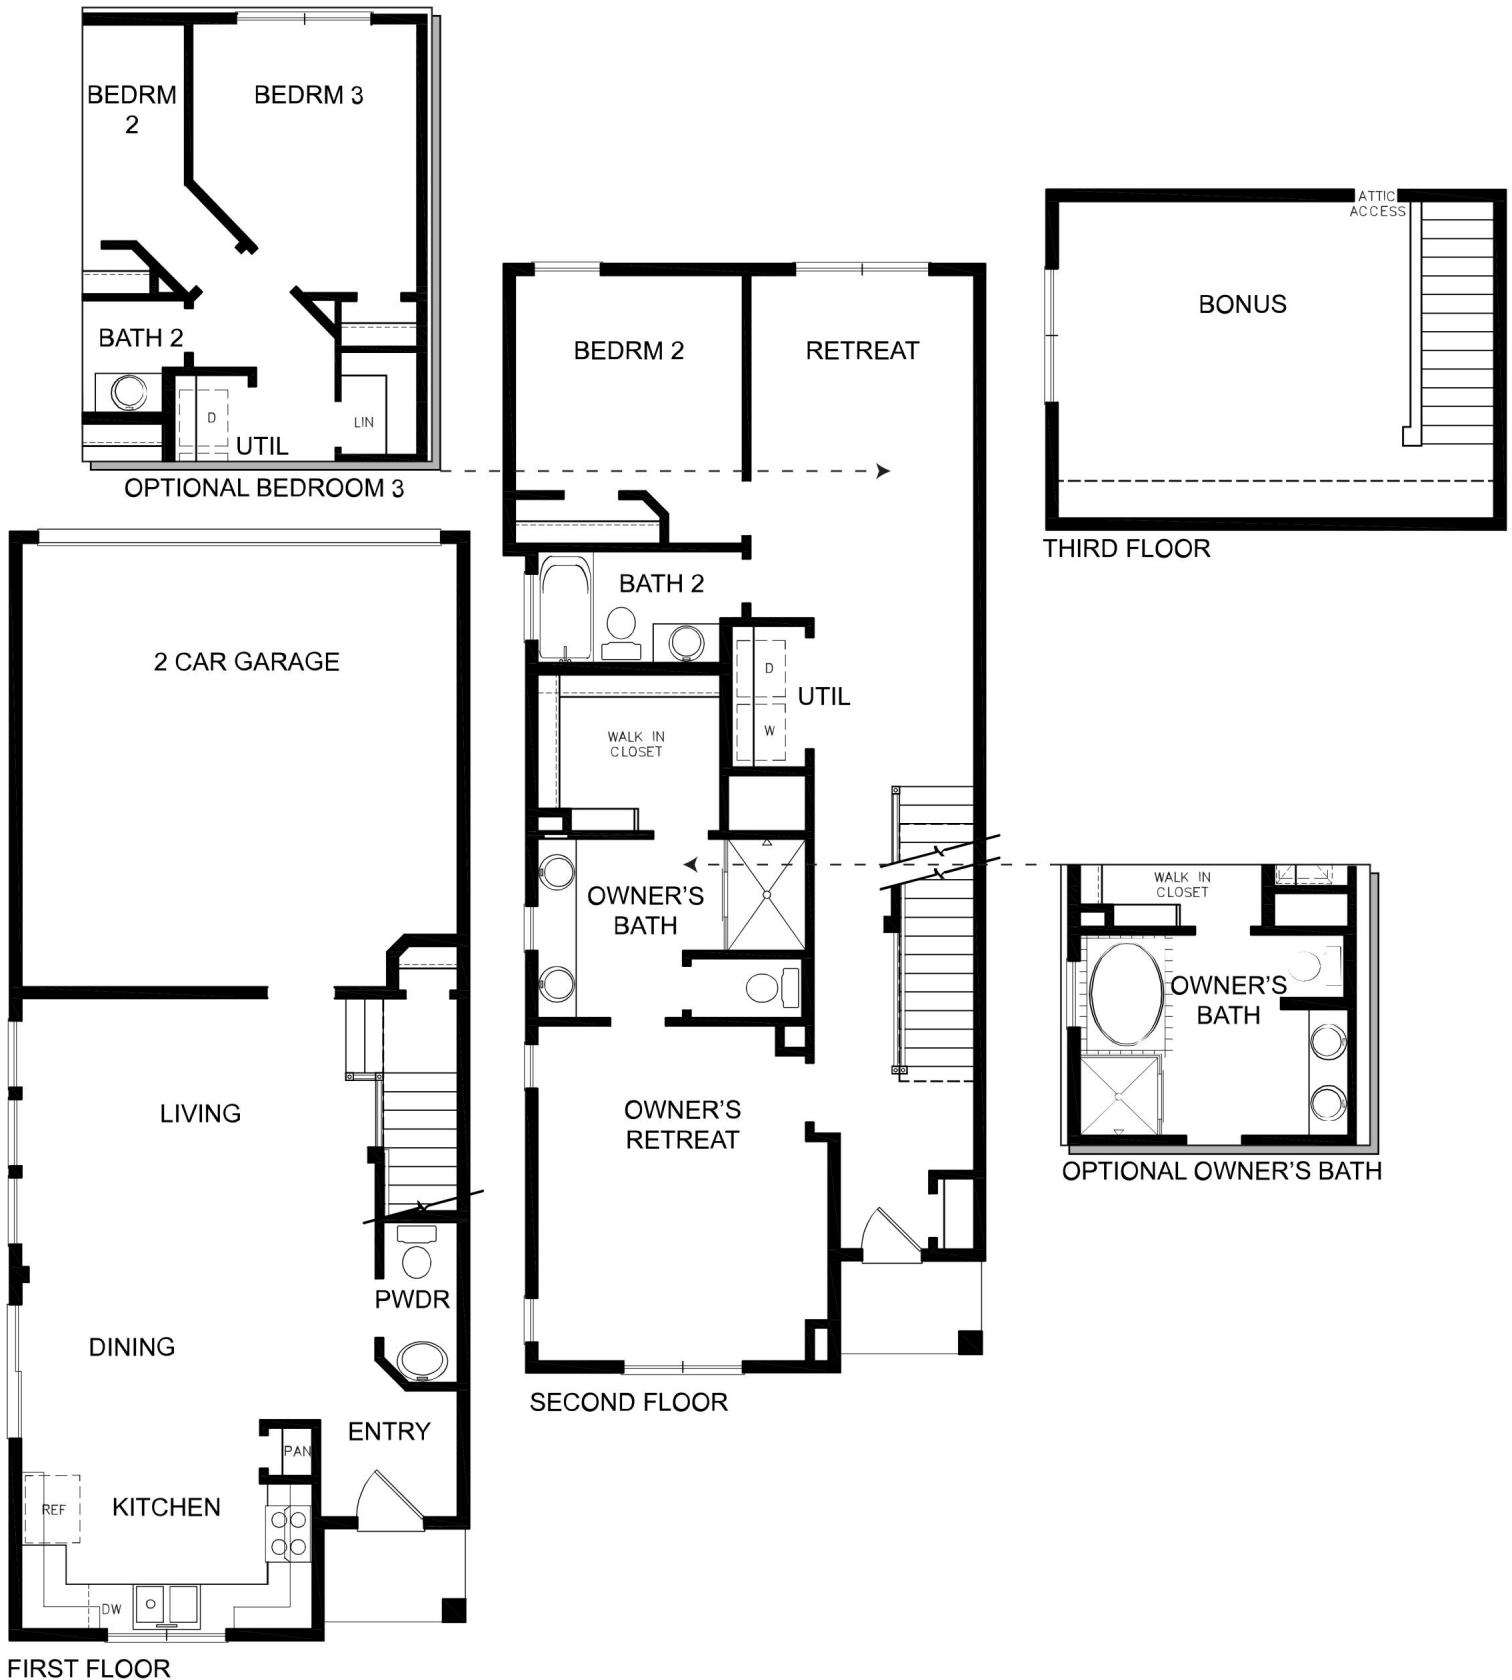 BEDRM
2
BEDRM 3
BATH 2
D
UTIL
LIN
OPTIONAL BEDROOM 3
2 CAR GARAGE
LIVING
PWDR
DINING
ENTRY
PAN
REF
KITCHEN
DW
FIRST FLOOR
BEDRM 2
RETREAT
BATH 2
D
UTIL
W
WALK IN
CLOSET
OWNER'S
BATH
OWNER'S
RETREAT
SECOND FLOOR
ATTIC
ACCESS
BONUS
THIRD FLOOR
WALK IN
CLOSET
OWNER'S
BATH
OPTIONAL OWNER'S BATH